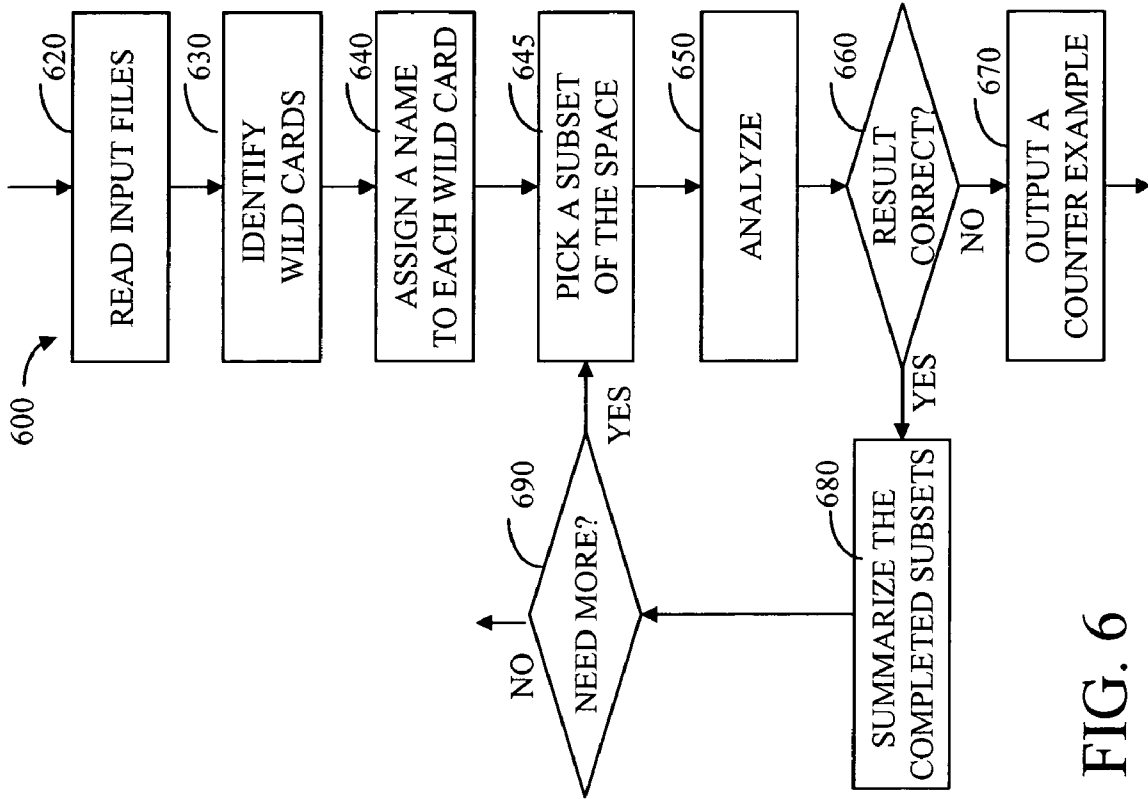 600
620
READ INPUT FILES
630
IDENTIFY
WILD CARDS
640
ASSIGN A NAME
TO EACH WILD CARD
645
PICK A SUBSET
OF THE SPACE
650
ANALYZE
660
RESULT
CORRECT?
NO
YES
670
OUTPUT A
COUNTER EXAMPLE
680
SUMMARIZE THE
COMPLETED SUBSETS
690
NEED MORE?
YES
NO
FIG. 6